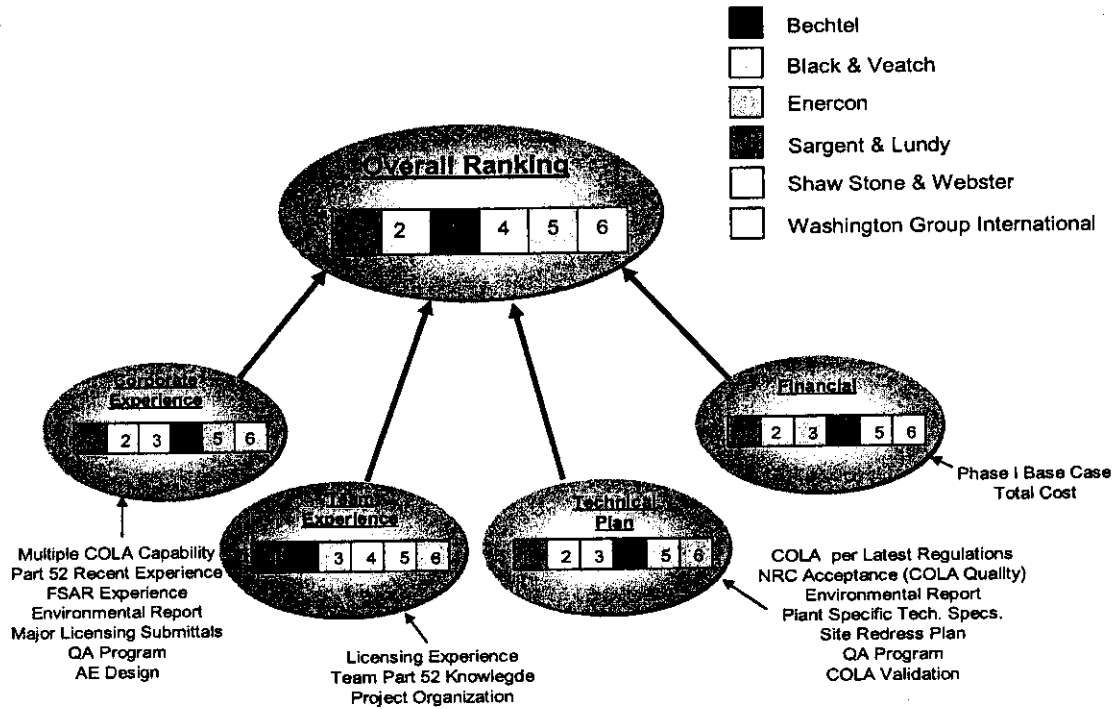 Bechtel
Black & Veatch
Enercon
Sargent & Lundy
Shaw Stone & Webster
Washington Group International
Overall Ranking
2 4 5 6
Corporate
Experience
2 3 5 6
Team
Experience
3 4 5 6
Technical
Plan
2 3 5 6
Financial
2 3 5 6
Phase I Base Case
Total Cost
Multiple COLA Capability
Part 52 Recent Experience
FSAR Experience
Environmental Report
Major Licensing Submittals
QA Program
AE Design
Licensing Experience
Team Part 52 Knowlegde
Project Organization
COLA per Latest Regulations
NRC Acceptance (COLA Quality)
Environmental Report
Plant Specific Tech. Specs.
Site Redress Plan
QA Program
COLA Validation